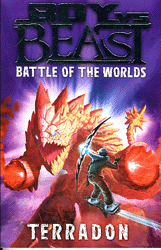 BOY VS.
BEAST
BATTLE OF THE WORLDS
TERRADON